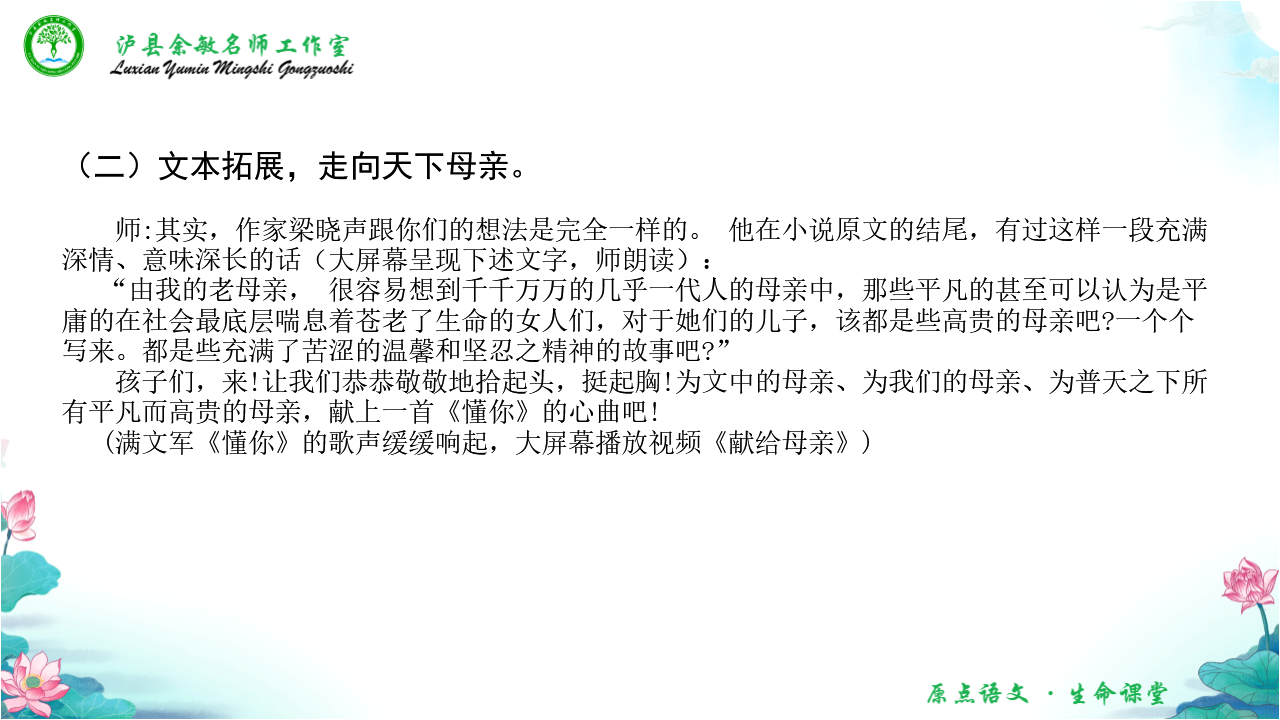 泸县余敏名师工作室
Luxian Yumin Mingshi Gongzuoshi
（二）文本拓展，走向天下母亲。
师:其实，作家梁晓声跟你们的想法是完全一样的。 他在小说原文的结尾，有过这样一段充满
深情、意味深长的话（大屏幕呈现下述文字，师朗读）：
“由我的老母亲， 很容易想到千千万万的几乎一代人的母亲中，那些平凡的甚至可以认为是平
庸的在社会最底层喘息着苍老了生命的女人们，对于她们的儿子，该都是些高贵的母亲吧?一个个
写来。都是些充满了苦涩的温馨和坚忍之精神的故事吧?”
孩子们，来!让我们恭恭敬敬地拾起头，挺起胸!为文中的母亲、为我们的母亲、为普天之下所
有平凡而高贵的母亲，献上一首《懂你》的心曲吧!
(满文军《懂你》的歌声缓缓响起，大屏幕播放视频《献给母亲》)
原点语文 · 生命课堂